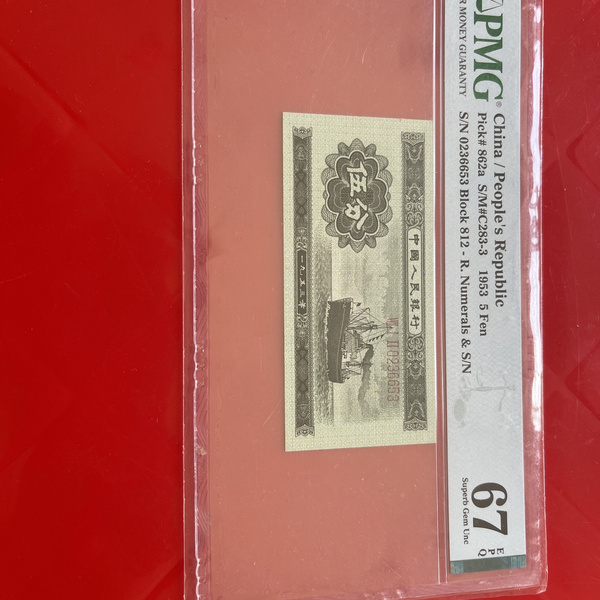 PMG®
MONEY GUARANTY
China / People's Republic
Pick# 862a S/M#C283-3 1953 5 Fen
S/N 0236653 Block 812 - R. Numerals & S/N
67 EPQ
Superb Gem Unc
中國人民銀行
伍分
0236653
一九五三年